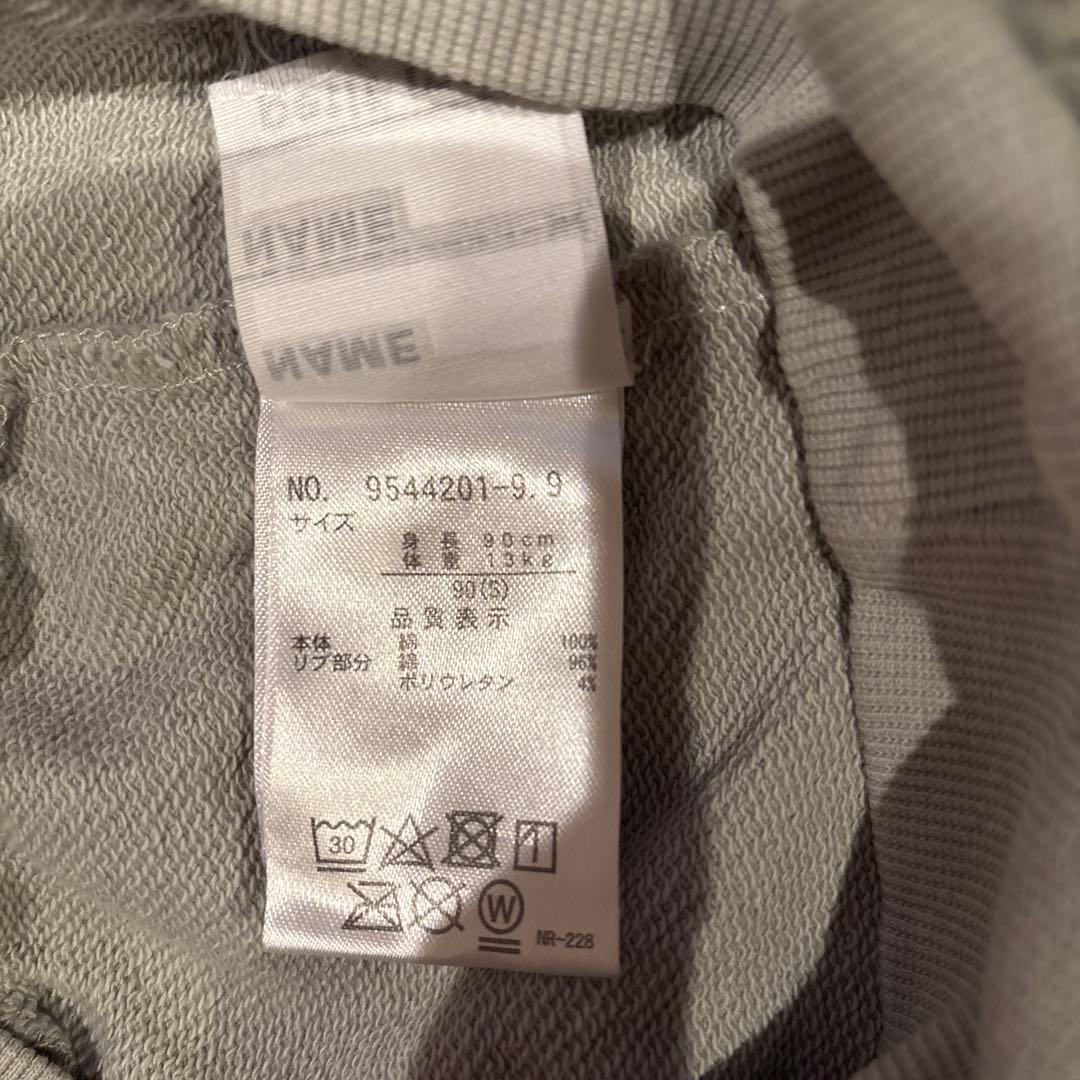 NAME
NAME
NO. 9544201-9.9
サイズ
身長 90cm
体重 13kg
90(S)
品質表示
本体 綿 100%
リブ部分 綿 96%
ポリウレタン 4%
30
W
NR-228